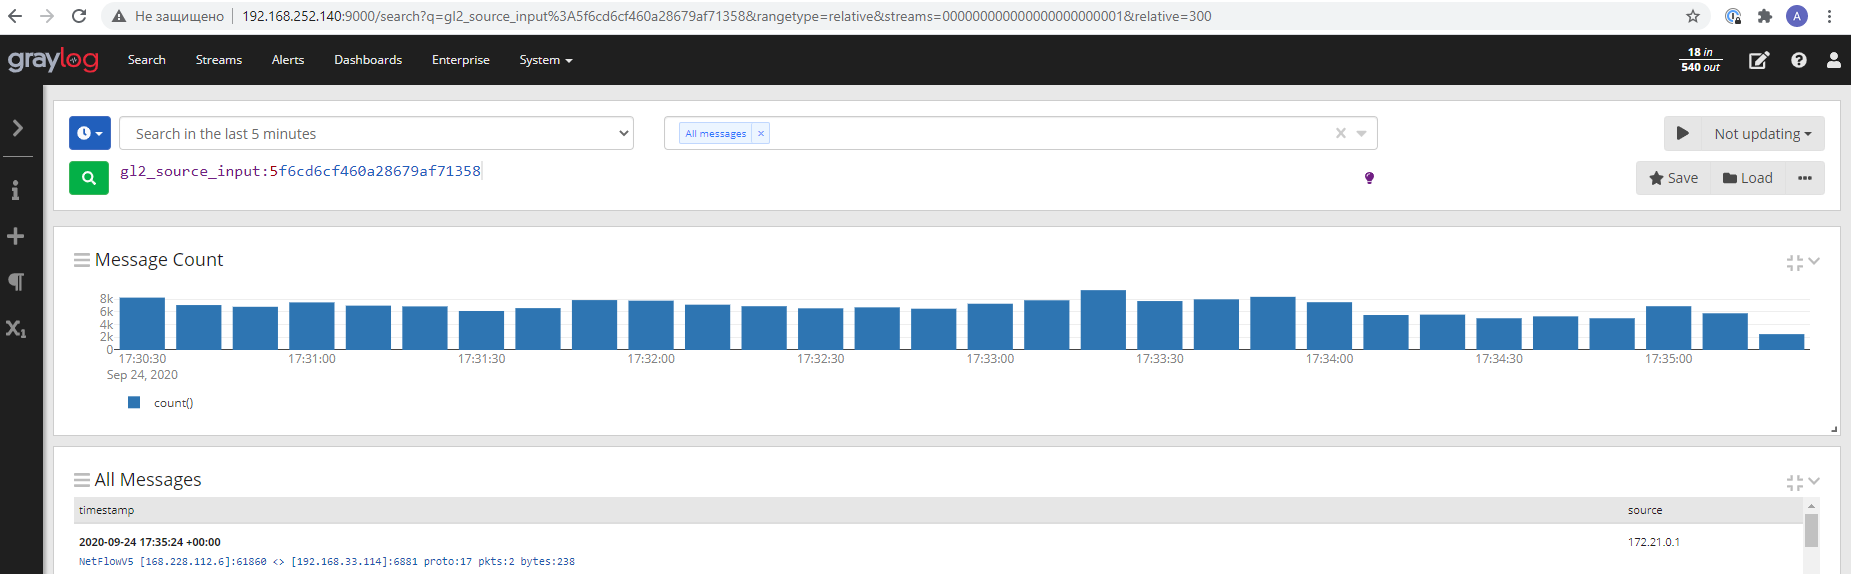 Не защищено 192.168.252.140:9000/search?q=gl2_source_input%3A5f6cd6cf460a28679af71358&rangetype=relative&streams=000000000000000000000001&relative=300 A
graylog Search Streams Alerts Dashboards Enterprise System 18 in
540 out
Search in the last 5 minutes All messages × Not updating
gl2_source_input:5f6cd6cf460a28679af71358 Save Load
Message Count
8k
6k
4k
2k
0
17:30:30 17:31:00 17:31:30 17:32:00 17:32:30 17:33:00 17:33:30 17:34:00 17:34:30 17:35:00
Sep 24, 2020
count()
All Messages
timestamp source
2020-09-24 17:35:24 +00:00 172.21.0.1
NetFlowV5 [168.228.112.6]:61860 <> [192.168.33.114]:6881 proto:17 pkts:2 bytes:238